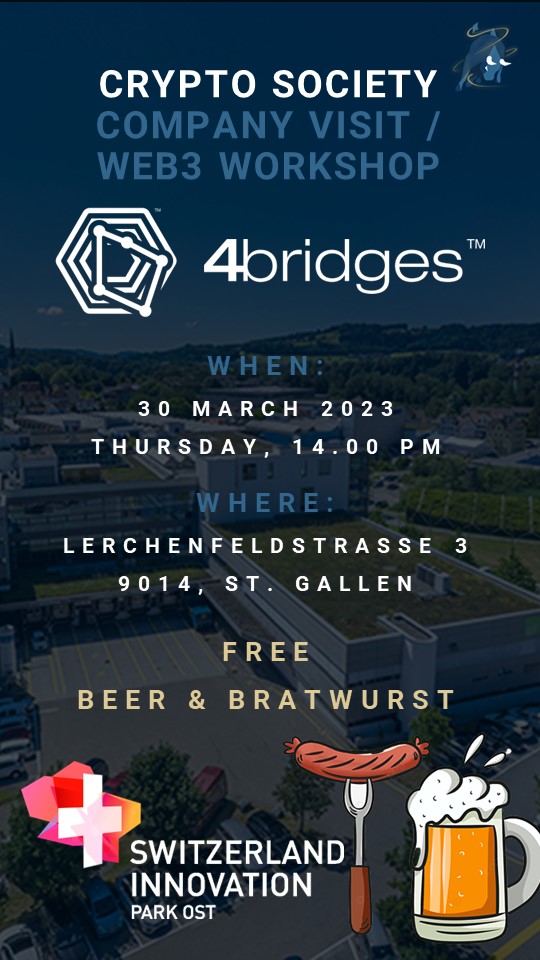 CRYPTO SOCIETY
COMPANY VISIT /
WEB3 WORKSHOP
4bridges™
WHEN:
30 MARCH 2023
THURSDAY, 14.00 PM
WHERE:
LERCHENFELDSTRASSE 3
9014, ST. GALLEN
FREE
BEER & BRATWURST
SWITZERLAND
INNOVATION
PARK OST